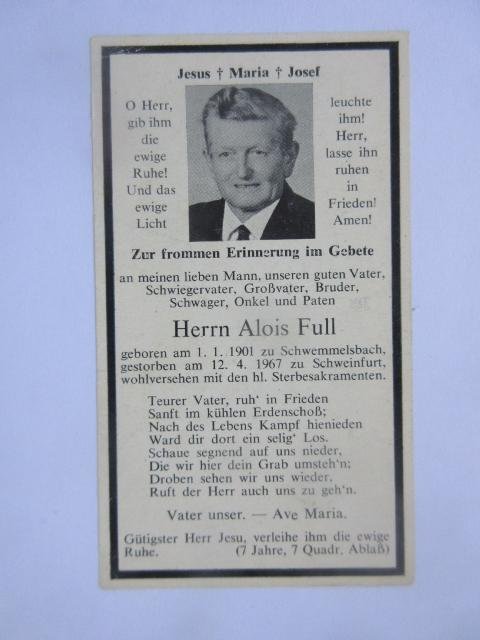 Jesus † Maria † Josef
O Herr,
gib ihm
die
ewige
Ruhe!
Und das
ewige
Licht
leuchte
ihm!
Herr,
lasse ihn
ruhen
in
Frieden!
Amen!
Zur frommen Erinnerung im Gebete
an meinen lieben Mann, unseren guten Vater,
Schwiegervater, Großvater, Bruder,
Schwager, Onkel und Paten
Herrn Alois Full
geboren am 1. 1. 1901 zu Schwemmelsbach,
gestorben am 12. 4. 1967 zu Schweinfurt,
wohlversehen mit den hl. Sterbesakramenten.
Teurer Vater, ruh' in Frieden
Sanft im kühlen Erdenschoß;
Nach des Lebens Kampf hienieden
Ward dir dort ein selig' Los.
Schaue segnend auf uns nieder,
Die wir hier dein Grab umsteh'n;
Droben sehen wir uns wieder,
Ruft der Herr auch uns zu geh'n.
Vater unser. — Ave Maria.
Gütigster Herr Jesu, verleihe ihm die ewige
Ruhe. (7 Jahre, 7 Quadr. Ablaß)